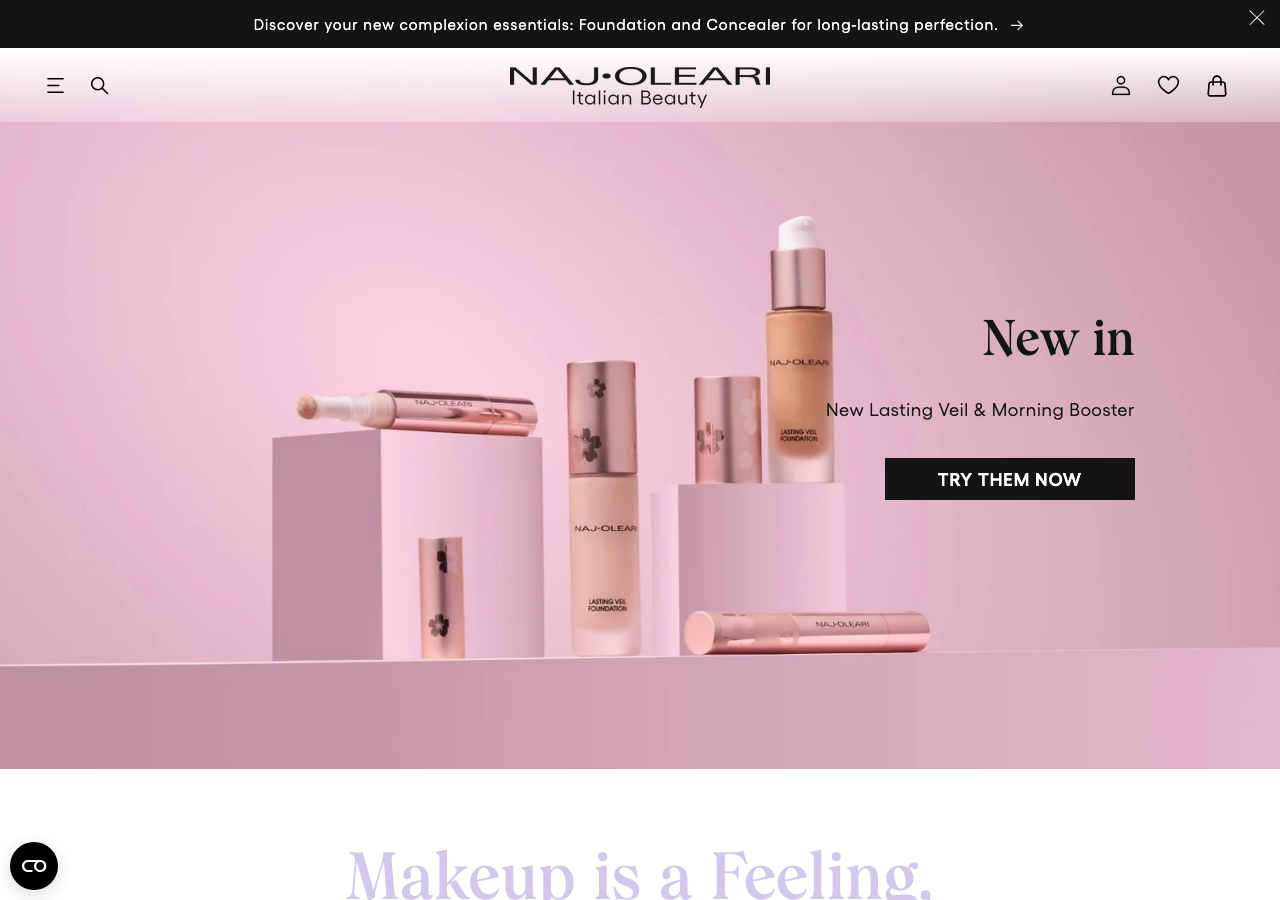 Discover your new complexion essentials: Foundation and Concealer for long-lasting perfection. →
NAJ•OLEARI
Italian Beauty
New in
New Lasting Veil & Morning Booster
TRY THEM NOW
NAJ•OLEARI
NAJ•OLEARI
LASTING VEIL
FOUNDATION
NAJ•OLEARI
LASTING VEIL
FOUNDATION
NAJ•OLEARI
Makeup is a Feeling.